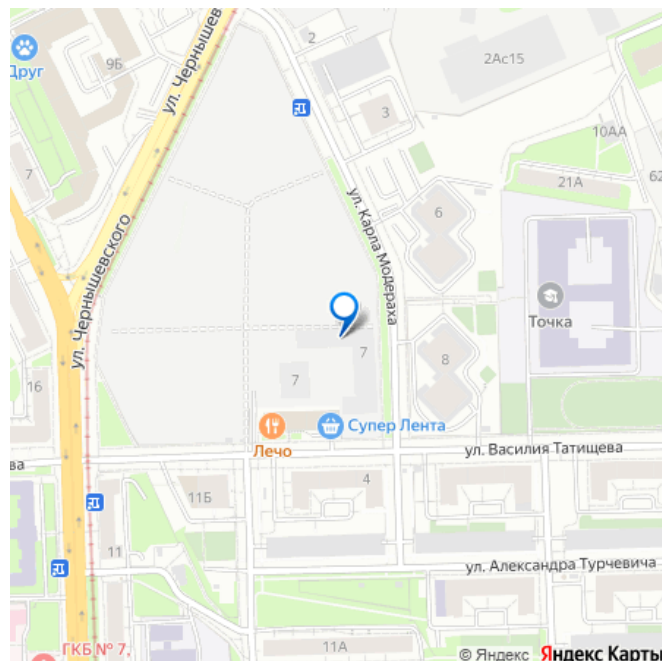 2
2Ас15
9Б
Друг
ул. Чернышев
3
10АА
7
62
21А
ул. Карла Модераха
6
ул. Чернышевского
Точка
7
8
7
16
Супер Лента
Лечо
ва
ул. Василия Татищева
4
11Б
11
ул. Александра Турчевича
11А
ГКБ № 7,
© Яндекс Яндекс Карты